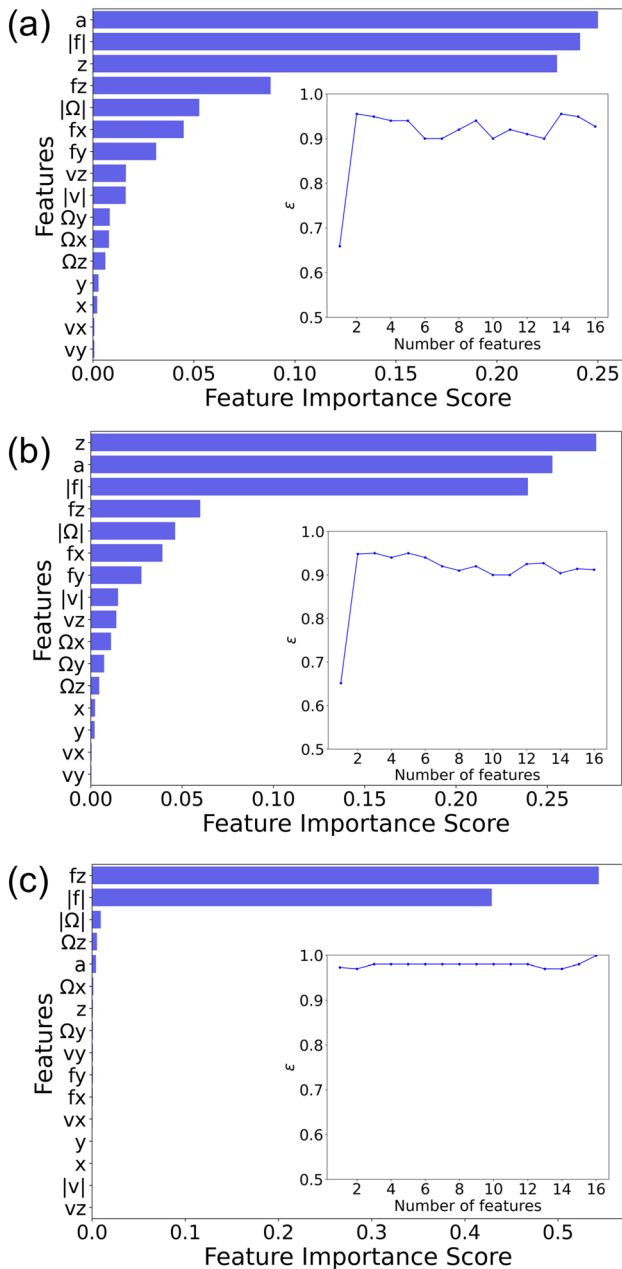 (a)
a
|f|
z
fz
|Ω|
fx
fy
vz
|v|
Ωy
Ωx
Ωz
y
x
vx
vy
Features
0.00 0.05 0.10 0.15 0.20 0.25
Feature Importance Score
1.0
0.9
0.8
0.7
0.6
0.5
ε
2 4 6 8 10 12 14 16
Number of features
(b)
z
a
|f|
fz
|Ω|
fx
fy
|v|
vz
Ωx
Ωy
Ωz
x
y
vx
vy
Features
0.00 0.05 0.10 0.15 0.20 0.25
Feature Importance Score
1.0
0.9
0.8
0.7
0.6
0.5
ε
2 4 6 8 10 12 14 16
Number of features
(c)
fz
|f|
|Ω|
Ωz
a
Ωx
z
Ωy
vy
fy
fx
vx
y
x
|v|
vz
Features
0.0 0.1 0.2 0.3 0.4 0.5
Feature Importance Score
1.0
0.9
0.8
0.7
0.6
0.5
ε
2 4 6 8 10 12 14 16
Number of features